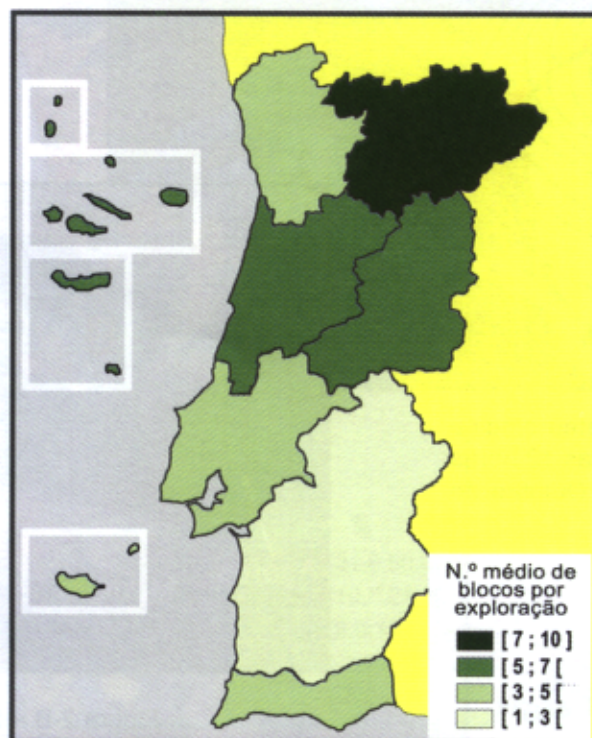 N.º médio de
blocos por
exploração
[ 7 ; 10 ]
[ 5 ; 7 [
[ 3 ; 5 [
[ 1 ; 3 [